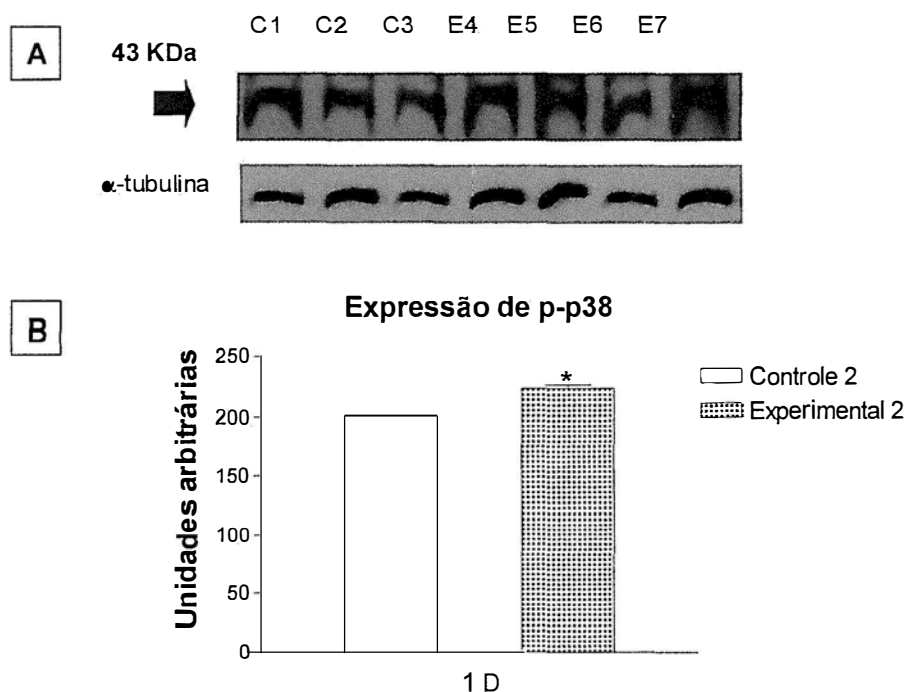 A
C1 C2 C3 E4 E5 E6 E7
43 KDa
α-tubulina
B
Expressão de p-p38
Unidades arbitrárias
250
200
150
100
50
0
*
1 D
Controle 2
Experimental 2